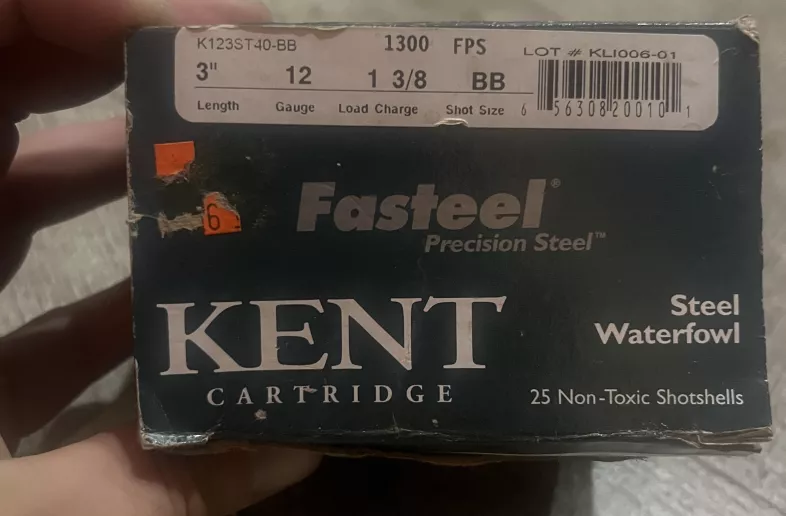 K123ST40-BB 1300 FPS LOT # KLI006-01
3" 12 1 3/8 BB
Length Gauge Load Charge Shot Size 6 56308 20010 1
6
Fasteel®
Precision Steel™
KENT
CARTRIDGE
Steel
Waterfowl
25 Non-Toxic Shotshells